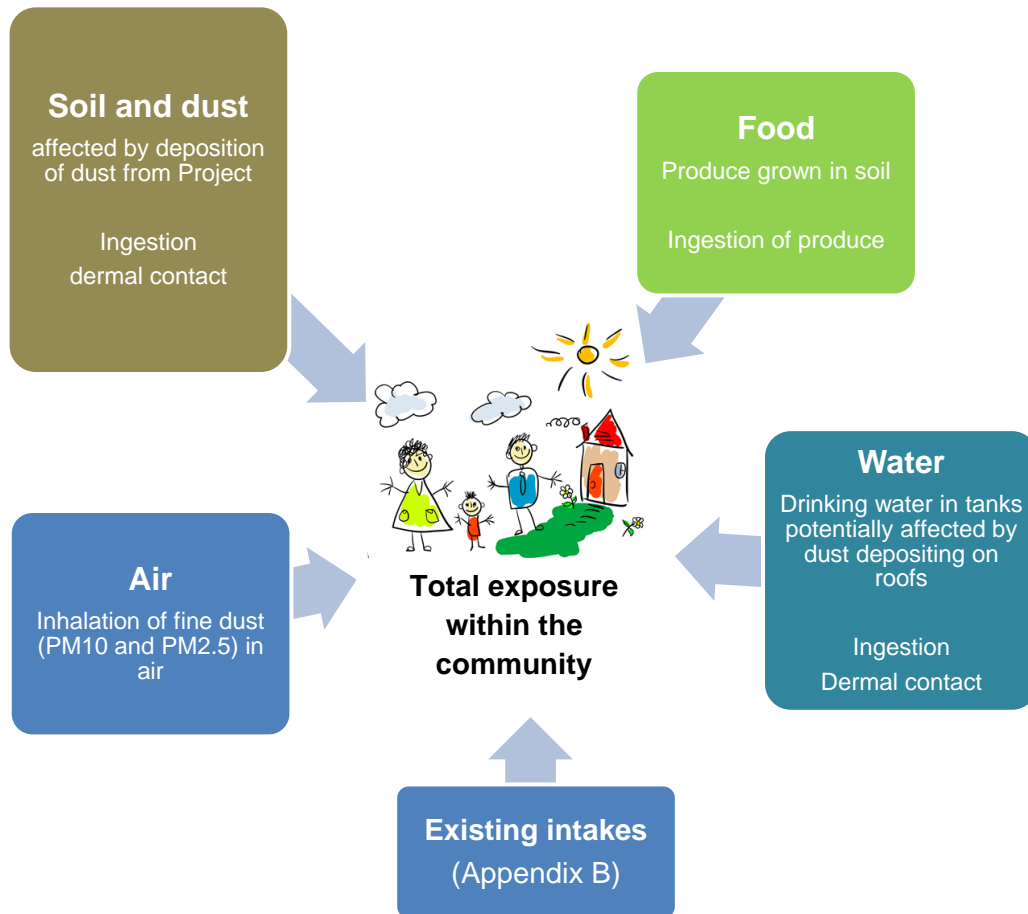 Soil and dust
affected by deposition
of dust from Project
Ingestion
dermal contact
Food
Produce grown in soil
Ingestion of produce
Water
Drinking water in tanks
potentially affected by
dust depositing on
roofs
Ingestion
Dermal contact
Air
Inhalation of fine dust
(PM10 and PM2.5) in
air
Total exposure
within the
community
Existing intakes
(Appendix B)